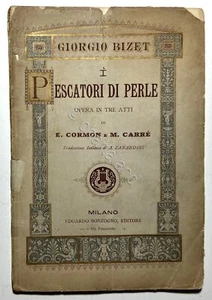 GIORGIO BIZET
I
PESCATORI DI PERLE
OPERA IN TRE ATTI
DI
E. CORMON e M. CARRÉ
Traduzione Italiana di A. ZANARDINI
MILANO
EDOARDO SONZOGNO, EDITORE